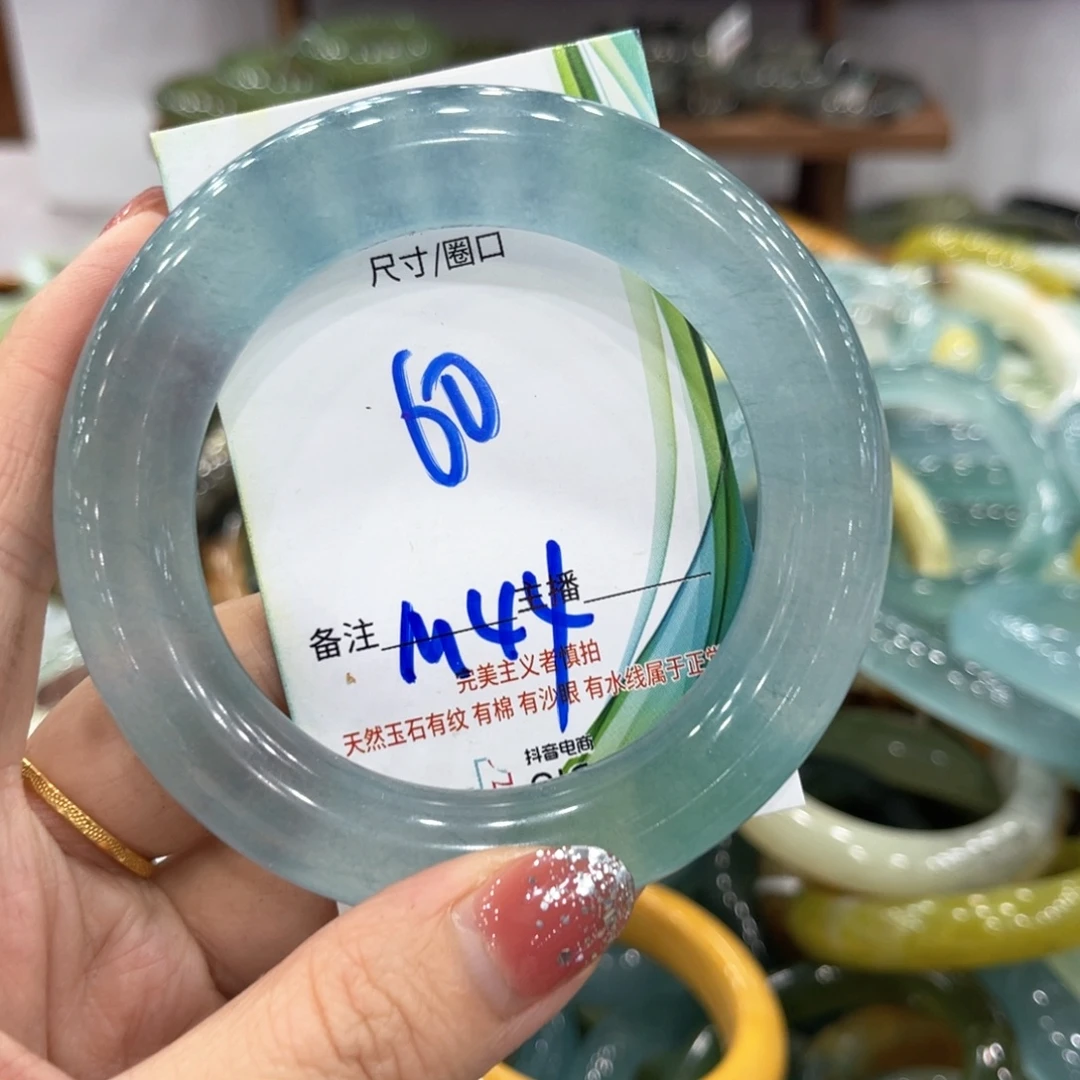 尺寸/圈口
60
备注 M44 主播
完美主义者慎拍
天然玉石有纹 有棉 有沙眼 有水线属于正常
抖音电商